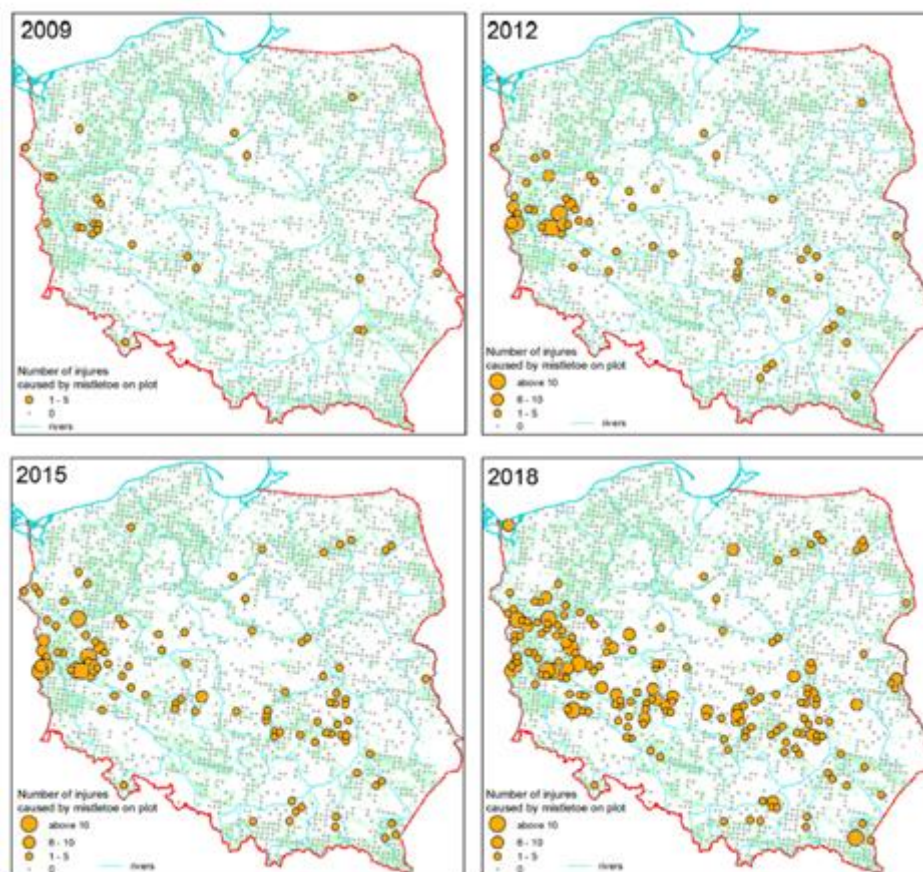 2009
Number of injures
caused by mistletoe on plot
1 - 5
0
rivers
2012
Number of injures
caused by mistletoe on plot
above 10
6 - 10
1 - 5
0
rivers
2015
Number of injures
caused by mistletoe on plot
above 10
6 - 10
1 - 5
0
rivers
2018
Number of injures
caused by mistletoe on plot
above 10
6 - 10
1 - 5
0
rivers